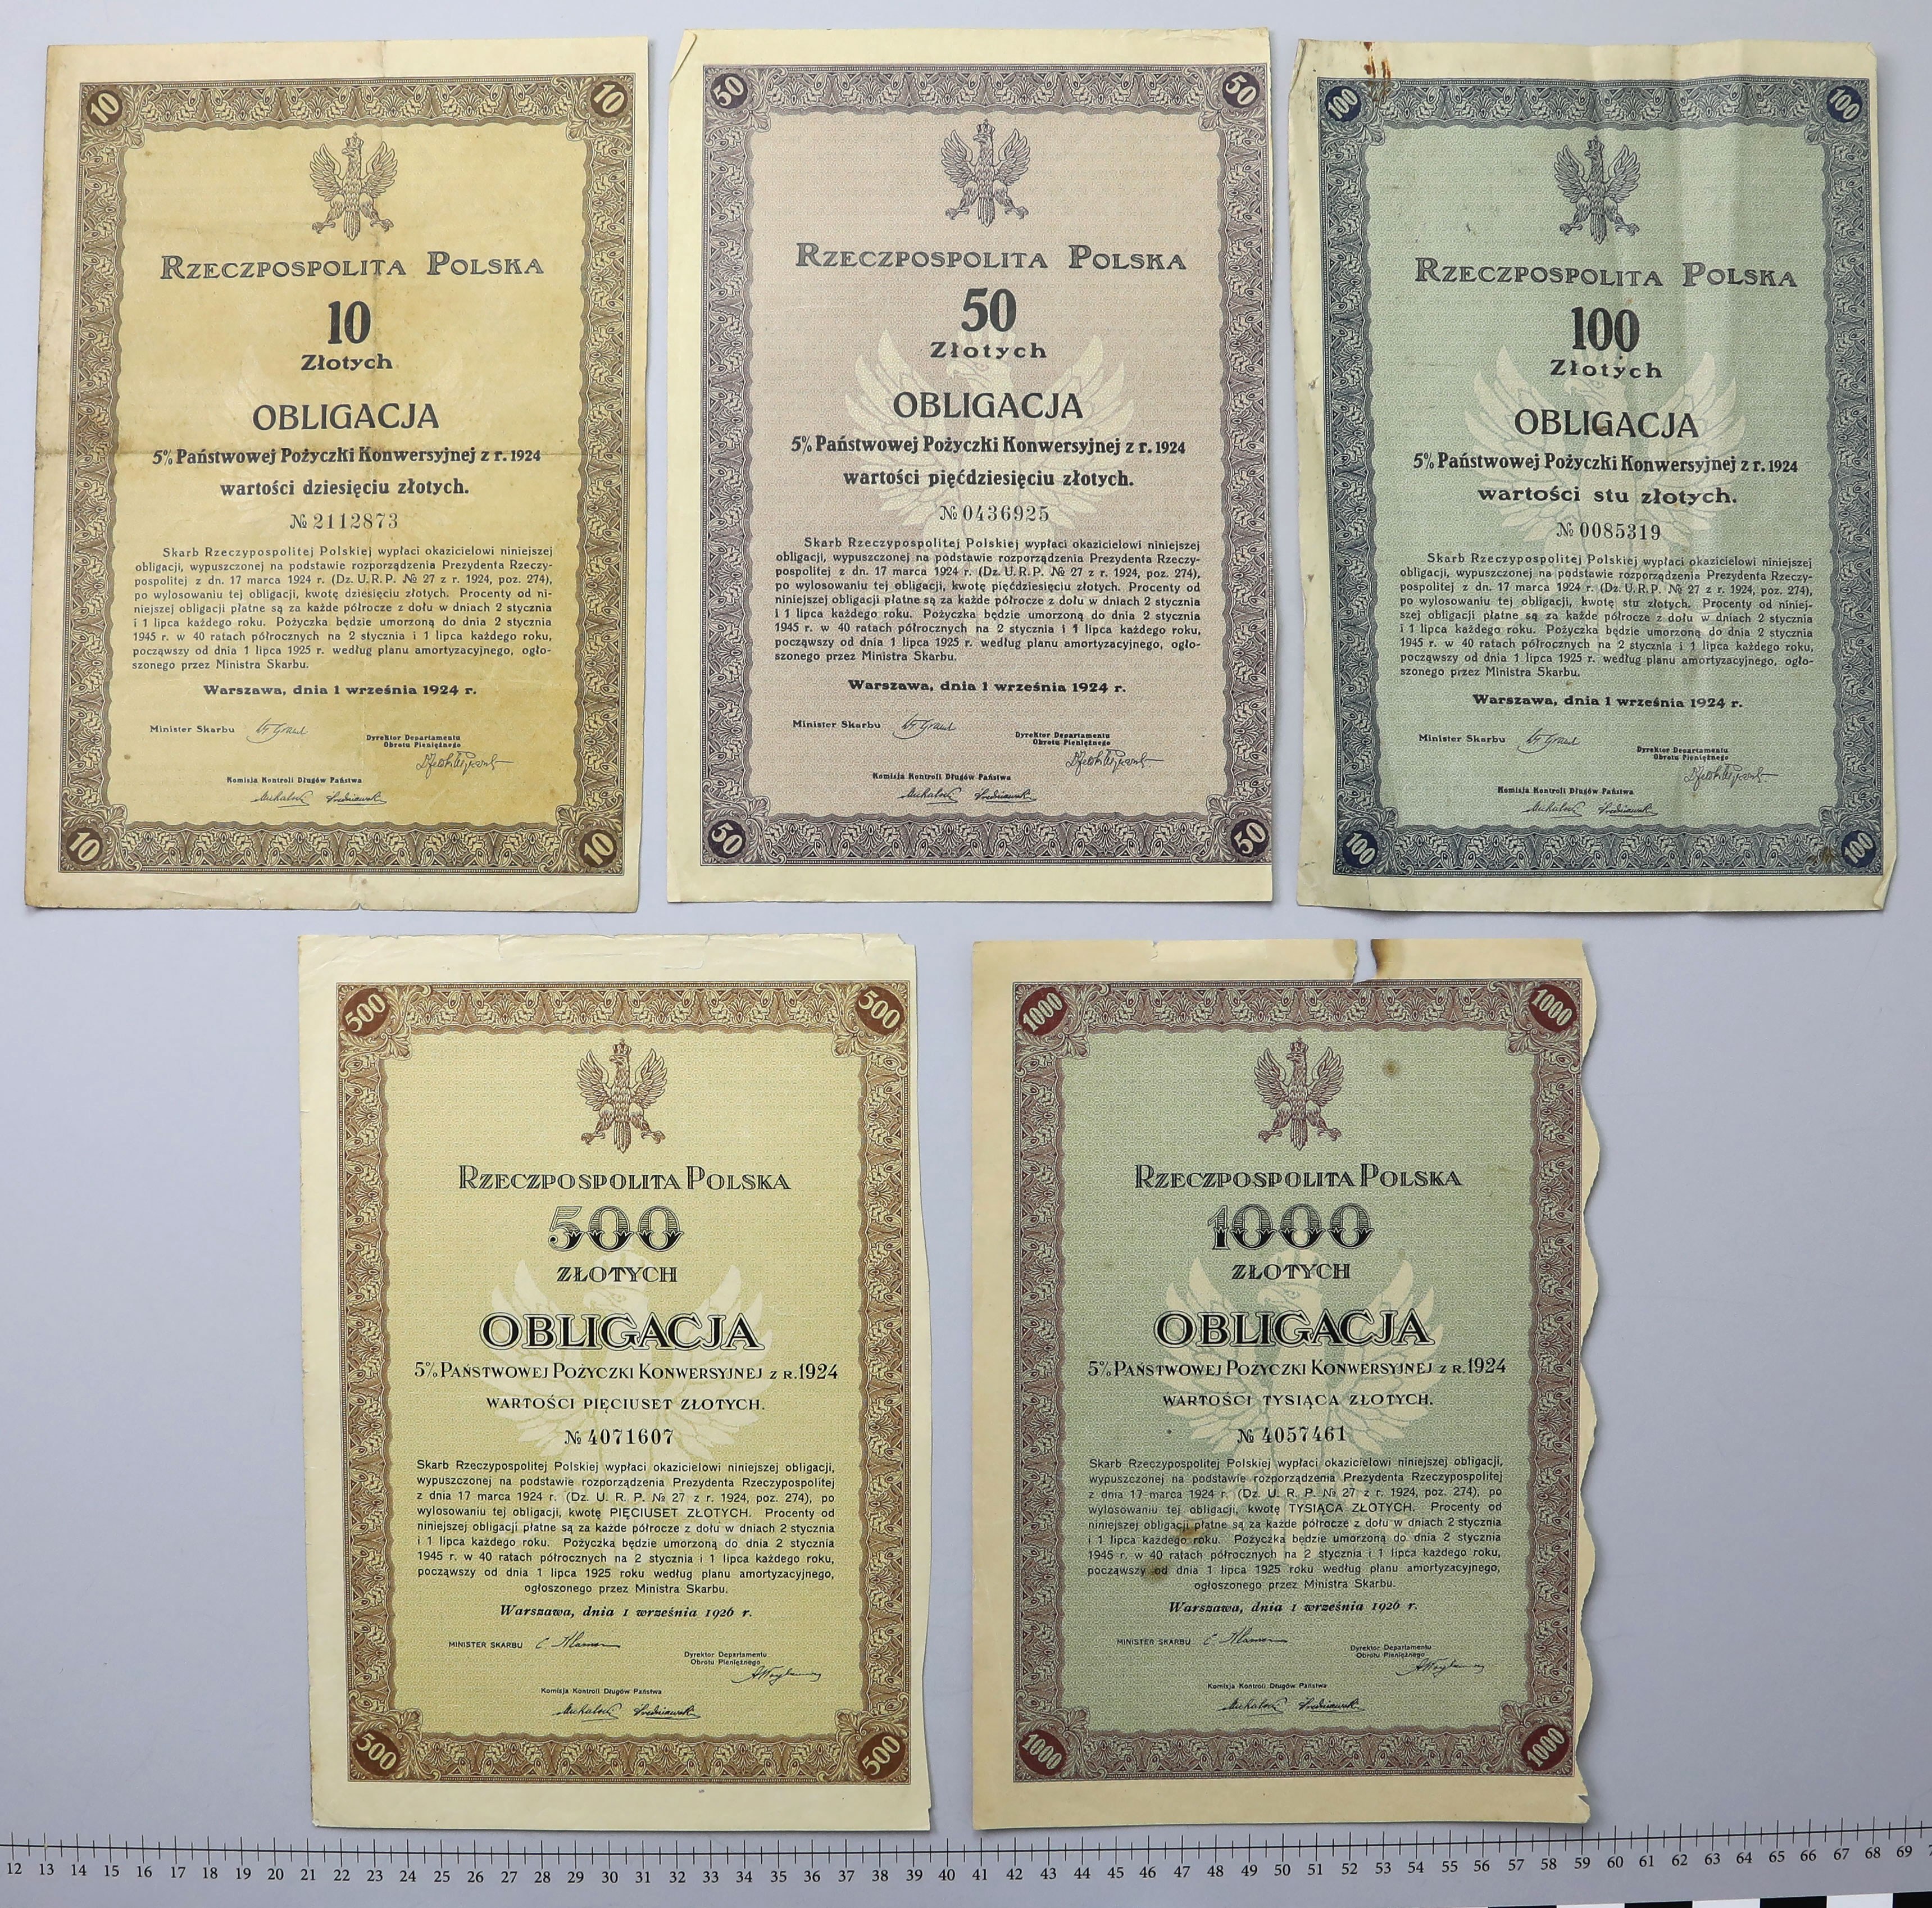 10
10
RZECZPOSPOLITA POLSKA
10
Złotych
OBLIGACJA
5% Państwowej Pożyczki Konwersyjnej z r. 1924
wartości dziesięciu złotych.
№ 2112873
Skarb Rzeczypospolitej Polskiej wypłaci okazicielowi niniejszej
obligacji, wypuszczonej na podstawie rozporządzenia Prezydenta Rzeczy-
pospolitej z dn. 17 marca 1924 r. (Dz. U. R. P. № 27 z r. 1924, poz. 274),
po wylosowaniu tej obligacji, kwotę dziesięciu złotych. Procenty od ni-
niejszej obligacji płatne są za każde półrocze z dołu w dniach 2 stycznia
i 1 lipca każdego roku. Pożyczka będzie umorzoną do dnia 2 stycznia
1945 r. w 40 ratach półrocznych na 2 stycznia i 1 lipca każdego roku,
począwszy od dnia 1 lipca 1925 r. według planu amortyzacyjnego, ogło-
szonego przez Ministra Skarbu.
Warszawa, dnia 1 września 1924 r.
Minister Skarbu
Dyrektor Departamentu
Obrotu Pieniężnego
Komisja Kontroli Długów Państwa
10
10
50
50
RZECZPOSPOLITA POLSKA
50
Złotych
OBLIGACJA
5% Państwowej Pożyczki Konwersyjnej z r. 1924
wartości pięćdziesięciu złotych.
№ 0436925
Skarb Rzeczypospolitej Polskiej wypłaci okazicielowi niniejszej
obligacji, wypuszczonej na podstawie rozporządzenia Prezydenta Rzeczy-
pospolitej z dn. 17 marca 1924 r. (Dz. U. R. P. № 27 z r. 1924, poz. 274),
po wylosowaniu tej obligacji, kwotę pięćdziesięciu złotych. Procenty od
niniejszej obligacji płatne są za każde półrocze z dołu w dniach 2 stycznia
i 1 lipca każdego roku. Pożyczka będzie umorzoną do dnia 2 stycznia
1945 r. w 40 ratach półrocznych na 2 stycznia i 1 lipca każdego roku,
począwszy od dnia 1 lipca 1925 r. według planu amortyzacyjnego, ogło-
szonego przez Ministra Skarbu.
Warszawa, dnia 1 września 1924 r.
Minister Skarbu
Dyrektor Departamentu
Obrotu Pieniężnego
Komisja Kontroli Długów Państwa
50
50
100
100
RZECZPOSPOLITA POLSKA
100
Złotych
OBLIGACJA
5% Państwowej Pożyczki Konwersyjnej z r. 1924
wartości stu złotych.
№ 0085319
Skarb Rzeczypospolitej Polskiej wypłaci okazicielowi niniejszej
obligacji, wypuszczonej na podstawie rozporządzenia Prezydenta Rzeczy-
pospolitej z dn. 17 marca 1924 r. (Dz. U. R. P. № 27 z r. 1924, poz. 274),
po wylosowaniu tej obligacji, kwotę stu złotych. Procenty od niniej-
szej obligacji płatne są za każde półrocze z dołu w dniach 2 stycznia
i 1 lipca każdego roku. Pożyczka będzie umorzoną do dnia 2 stycznia
1945 r. w 40 ratach półrocznych na 2 stycznia i 1 lipca każdego roku,
począwszy od dnia 1 lipca 1925 r. według planu amortyzacyjnego, ogło-
szonego przez Ministra Skarbu.
Warszawa, dnia 1 września 1924 r.
Minister Skarbu
Dyrektor Departamentu
Obrotu Pieniężnego
Komisja Kontroli Długów Państwa
100
100
500
500
RZECZPOSPOLITA POLSKA
500
ZŁOTYCH
OBLIGACJA
5% PAŃSTWOWEJ POŻYCZKI KONWERSYJNEJ Z R. 1924
WARTOŚCI PIĘCIUSET ZŁOTYCH.
№ 4071607
Skarb Rzeczypospolitej Polskiej wypłaci okazicielowi niniejszej obligacji,
wypuszczonej na podstawie rozporządzenia Prezydenta Rzeczypospolitej
z dnia 17 marca 1924 r. (Dz. U. R. P. № 27 z r. 1924, poz. 274), po
wylosowaniu tej obligacji, kwotę PIĘCIUSET ZŁOTYCH. Procenty od
niniejszej obligacji płatne są za każde półrocze z dołu w dniach 2 stycznia
i 1 lipca każdego roku. Pożyczka będzie umorzoną do dnia 2 stycznia
1945 r. w 40 ratach półrocznych na 2 stycznia i 1 lipca każdego roku,
począwszy od dnia 1 lipca 1925 roku według planu amortyzacyjnego,
ogłoszonego przez Ministra Skarbu.
Warszawa, dnia 1 września 1926 r.
MINISTER SKARBU
Dyrektor Departamentu
Obrotu Pieniężnego
Komisja Kontroli Długów Państwa
500
500
1000
1000
RZECZPOSPOLITA POLSKA
1000
ZŁOTYCH
OBLIGACJA
5% PAŃSTWOWEJ POŻYCZKI KONWERSYJNEJ Z R. 1924
WARTOŚCI TYSIĄCA ZŁOTYCH.
№ 4057461
Skarb Rzeczypospolitej Polskiej wypłaci okazicielowi niniejszej obligacji,
wypuszczonej na podstawie rozporządzenia Prezydenta Rzeczypospolitej
z dnia 17 marca 1924 r. (Dz. U. R. P. № 27 z r. 1924, poz. 274), po
wylosowaniu tej obligacji, kwotę TYSIĄCA ZŁOTYCH. Procenty od
niniejszej obligacji płatne są za każde półrocze z dołu w dniach 2 stycznia
i 1 lipca każdego roku. Pożyczka będzie umorzoną do dnia 2 stycznia
1945 r. w 40 ratach półrocznych na 2 stycznia i 1 lipca każdego roku,
począwszy od dnia 1 lipca 1925 roku według planu amortyzacyjnego,
ogłoszonego przez Ministra Skarbu.
Warszawa, dnia 1 września 1926 r.
MINISTER SKARBU
Dyrektor Departamentu
Obrotu Pieniężnego
Komisja Kontroli Długów Państwa
1000
1000
12 13 14 15 16 17 18 19 20 21 22 23 24 25 26 27 28 29 30 31 32 33 34 35 36 37 38 39 40 41 42 43 44 45 46 47 48 49 50 51 52 53 54 55 56 57 58 59 60 61 62 63 64 65 66 67 68 69